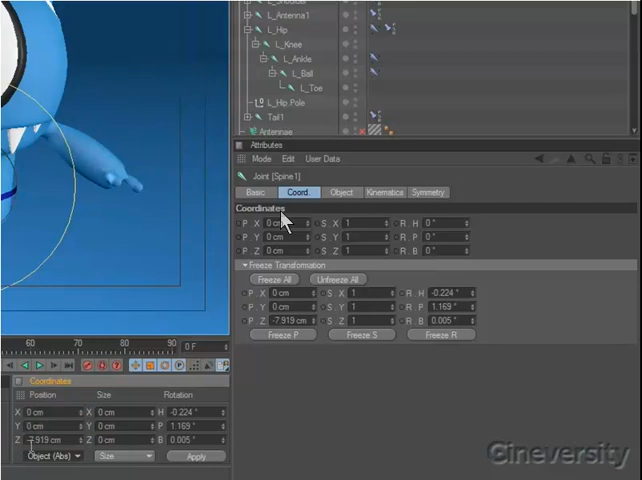 L_Shoulder
L_Antenna1
L_Hip
L_Knee
L_Ankle
L_Ball
L_Toe
L_Hip Pole
Tail1
Antennae
Attributes
Mode Edit User Data
Joint [Spine1]
Basic Coord. Object Kinematics Symmetry
Coordinates
P. X 0 cm S. X 1 R. H 0 °
P. Y 0 cm S. Y 1 R. P 0 °
P. Z 0 cm S. Z 1 R. B 0 °
Freeze Transformation
Freeze All Unfreeze All
P. X 0 cm S. X 1 R. H -0.224 °
P. Y 0 cm S. Y 1 R. P 1.169 °
P. Z -7.919 cm S. Z 1 R. B 0.005 °
Freeze P Freeze S Freeze R
60 70 80 90 0 F
Coordinates
Position Size Rotation
X 0 cm X 0 cm H -0.224 °
Y 0 cm Y 0 cm P 1.169 °
Z -7.919 cm Z 0 cm B 0.005 °
Object (Abs) Size Apply
Cineversity